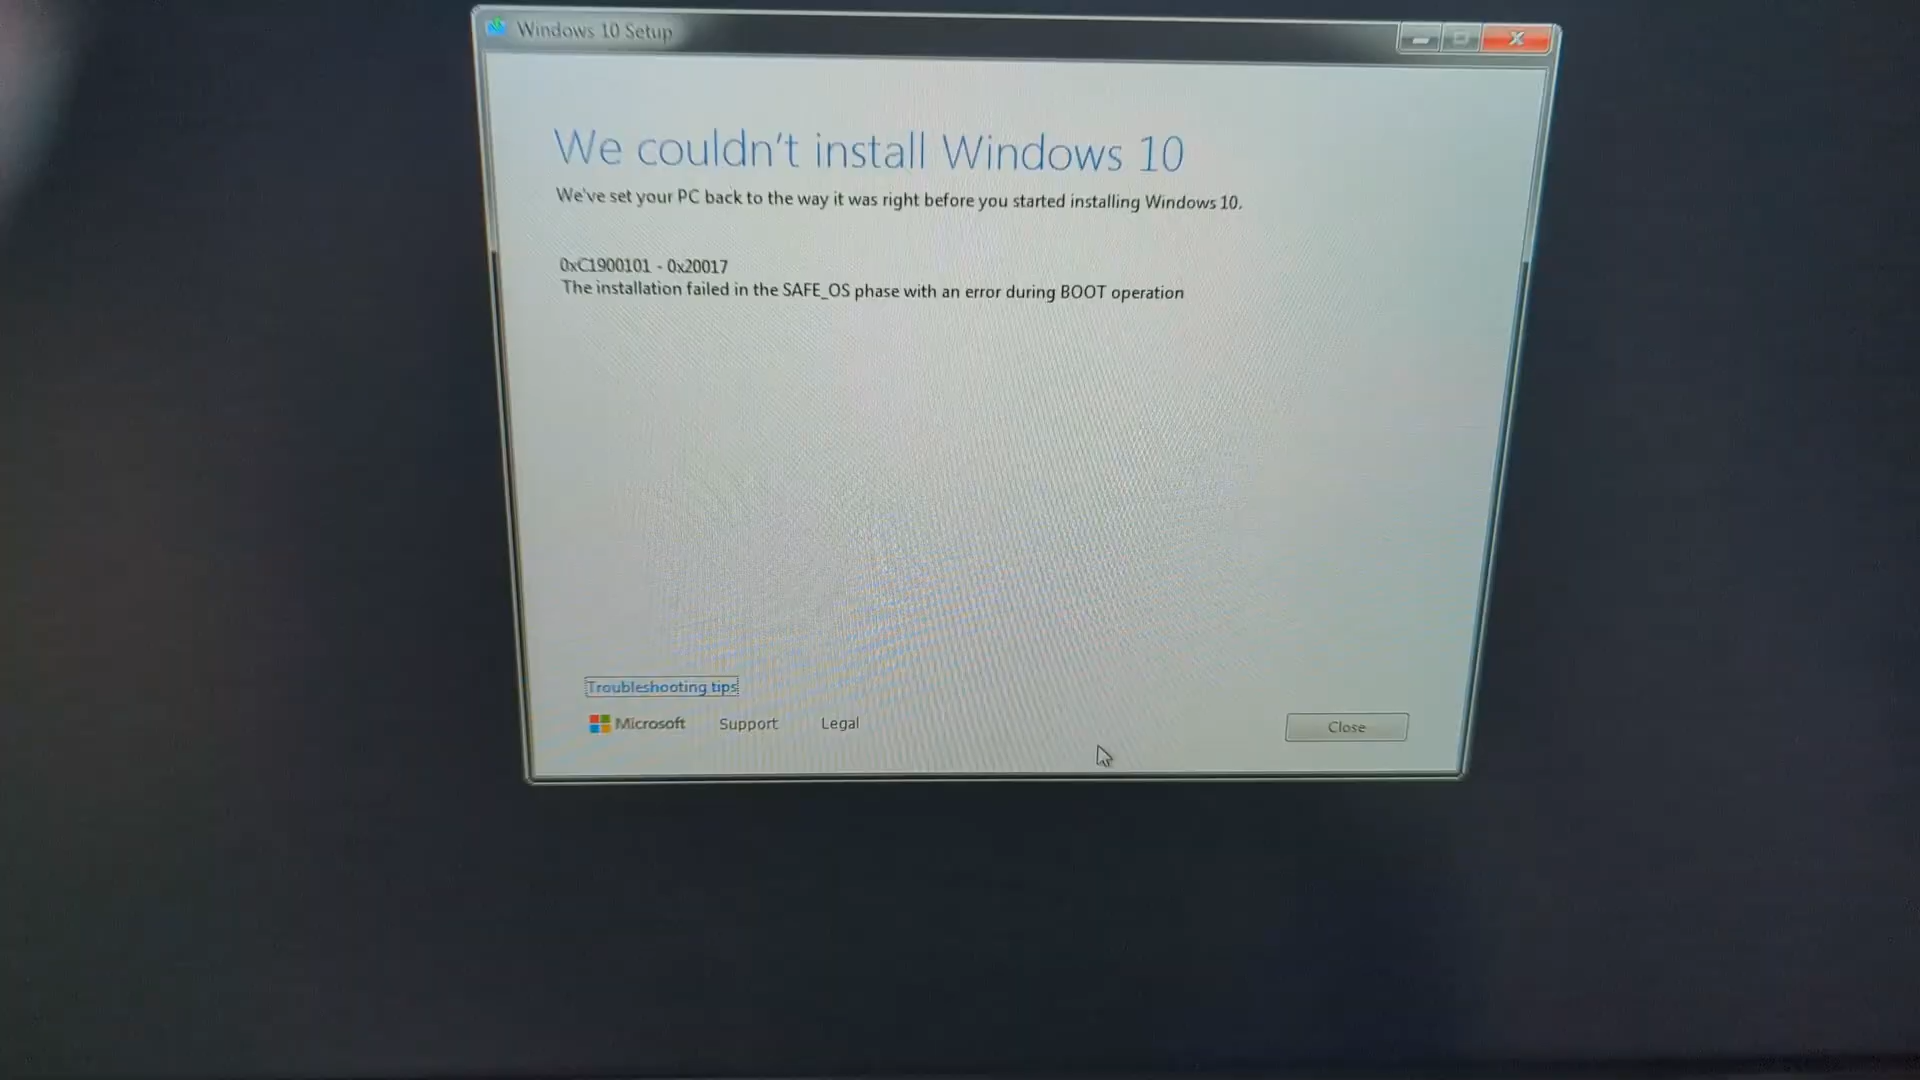 Windows 10 Setup
We couldn't install Windows 10
We've set your PC back to the way it was right before you started installing Windows 10.
0xC1900101 - 0x20017
The installation failed in the SAFE_OS phase with an error during BOOT operation
Troubleshooting tips
Microsoft Support Legal Close